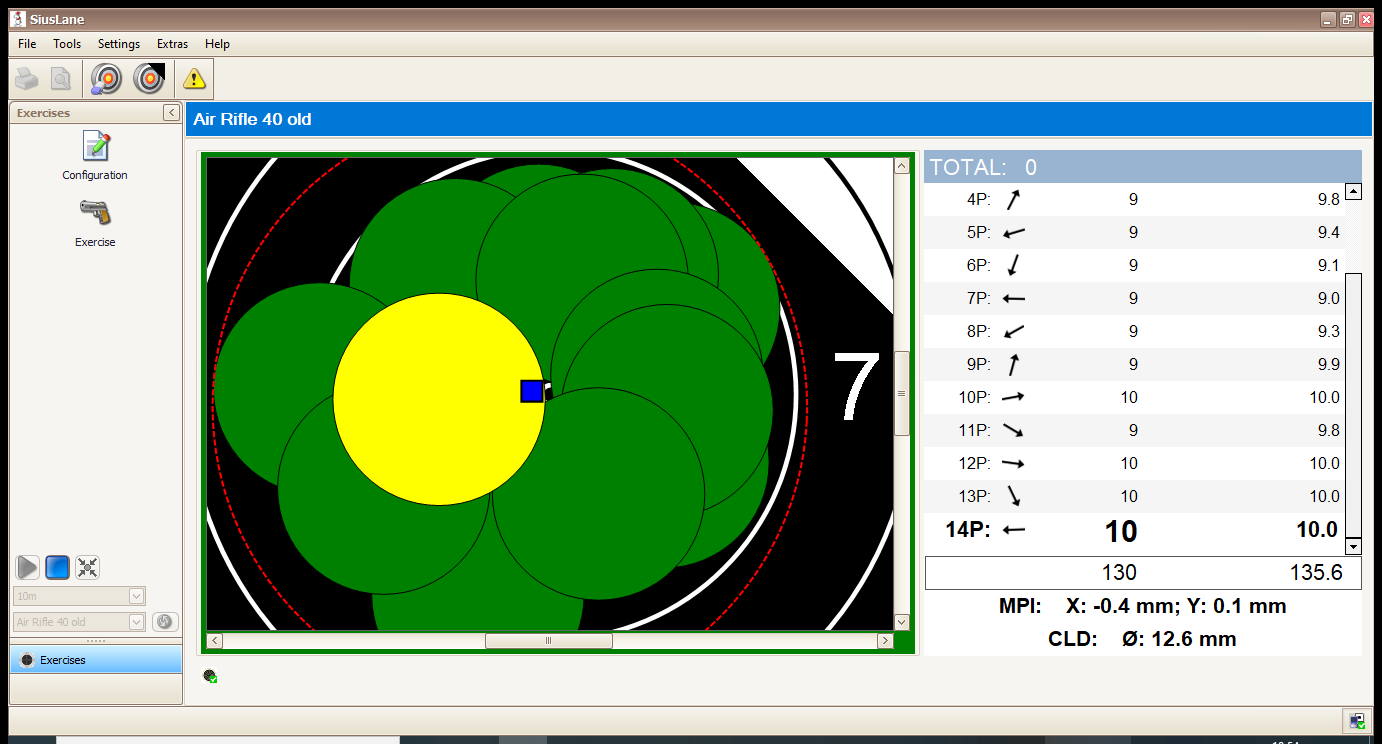 SiusLane
File Tools Settings Extras Help
Exercises
Configuration
Exercise
10m
Air Rifle 40 old
Exercises
Air Rifle 40 old
7
TOTAL: 0
4P: 9 9.8
5P: 9 9.4
6P: 9 9.1
7P: 9 9.0
8P: 9 9.3
9P: 9 9.9
10P: 10 10.0
11P: 9 9.8
12P: 10 10.0
13P: 10 10.0
14P: 10 10.0
130 135.6
MPI: X: -0.4 mm; Y: 0.1 mm
CLD: Ø: 12.6 mm